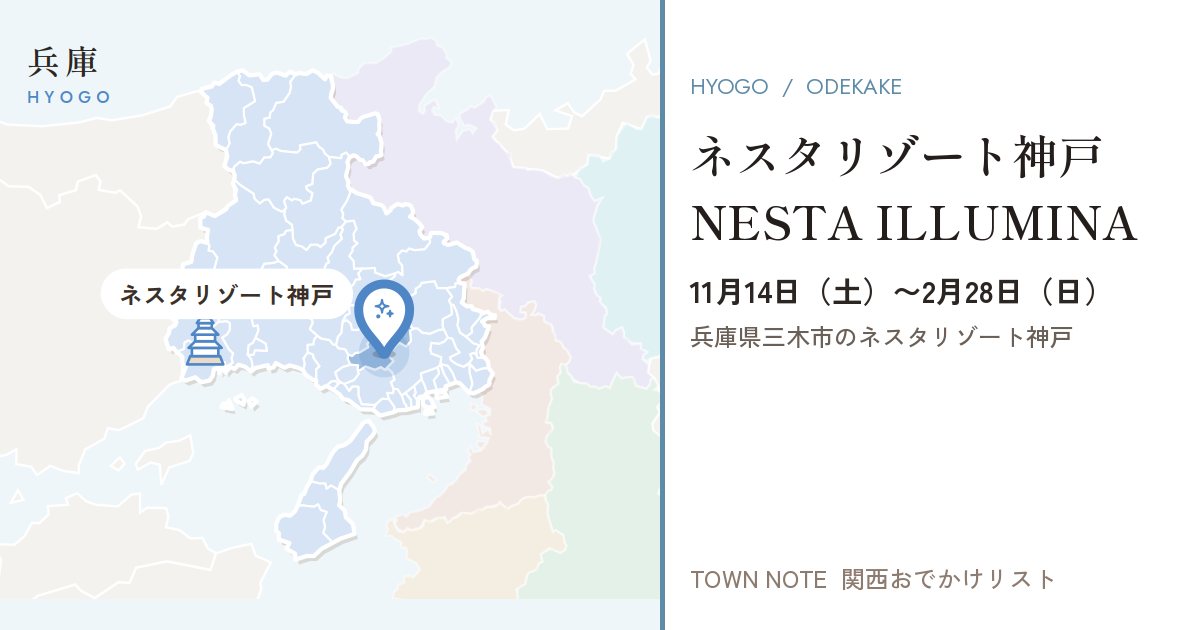 兵庫
HYOGO
ネスタリゾート神戸
HYOGO / ODEKAKE
ネスタリゾート神戸
NESTA ILLUMINA
11月14日（土）〜2月28日（日）
兵庫県三木市のネスタリゾート神戸
TOWN NOTE 関西おでかけリスト